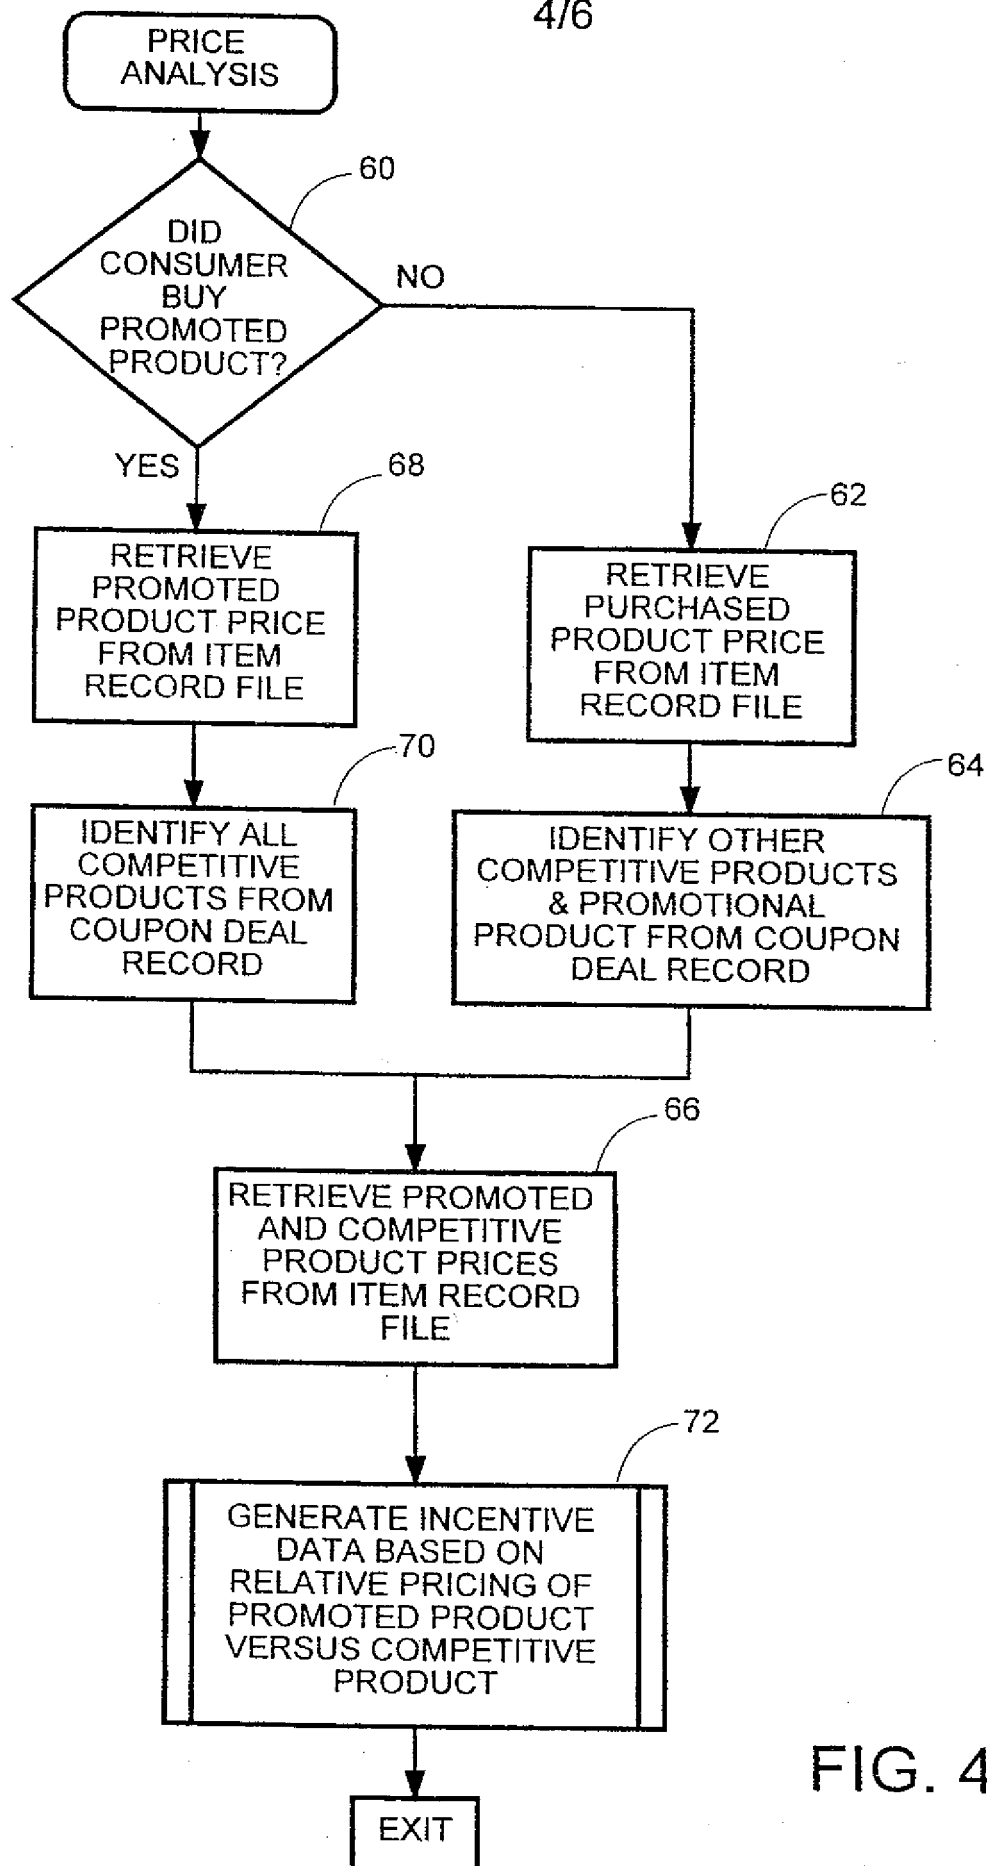 4/6
PRICE
ANALYSIS
60
DID
CONSUMER
BUY
PROMOTED
PRODUCT?
NO
YES
68
RETRIEVE
PROMOTED
PRODUCT PRICE
FROM ITEM
RECORD FILE
62
RETRIEVE
PURCHASED
PRODUCT PRICE
FROM ITEM
RECORD FILE
70
IDENTIFY ALL
COMPETITIVE
PRODUCTS FROM
COUPON DEAL
RECORD
64
IDENTIFY OTHER
COMPETITIVE PRODUCTS
& PROMOTIONAL
PRODUCT FROM COUPON
DEAL RECORD
66
RETRIEVE PROMOTED
AND COMPETITIVE
PRODUCT PRICES
FROM ITEM RECORD
FILE
72
GENERATE INCENTIVE
DATA BASED ON
RELATIVE PRICING OF
PROMOTED PRODUCT
VERSUS COMPETITIVE
PRODUCT
EXIT
FIG. 4